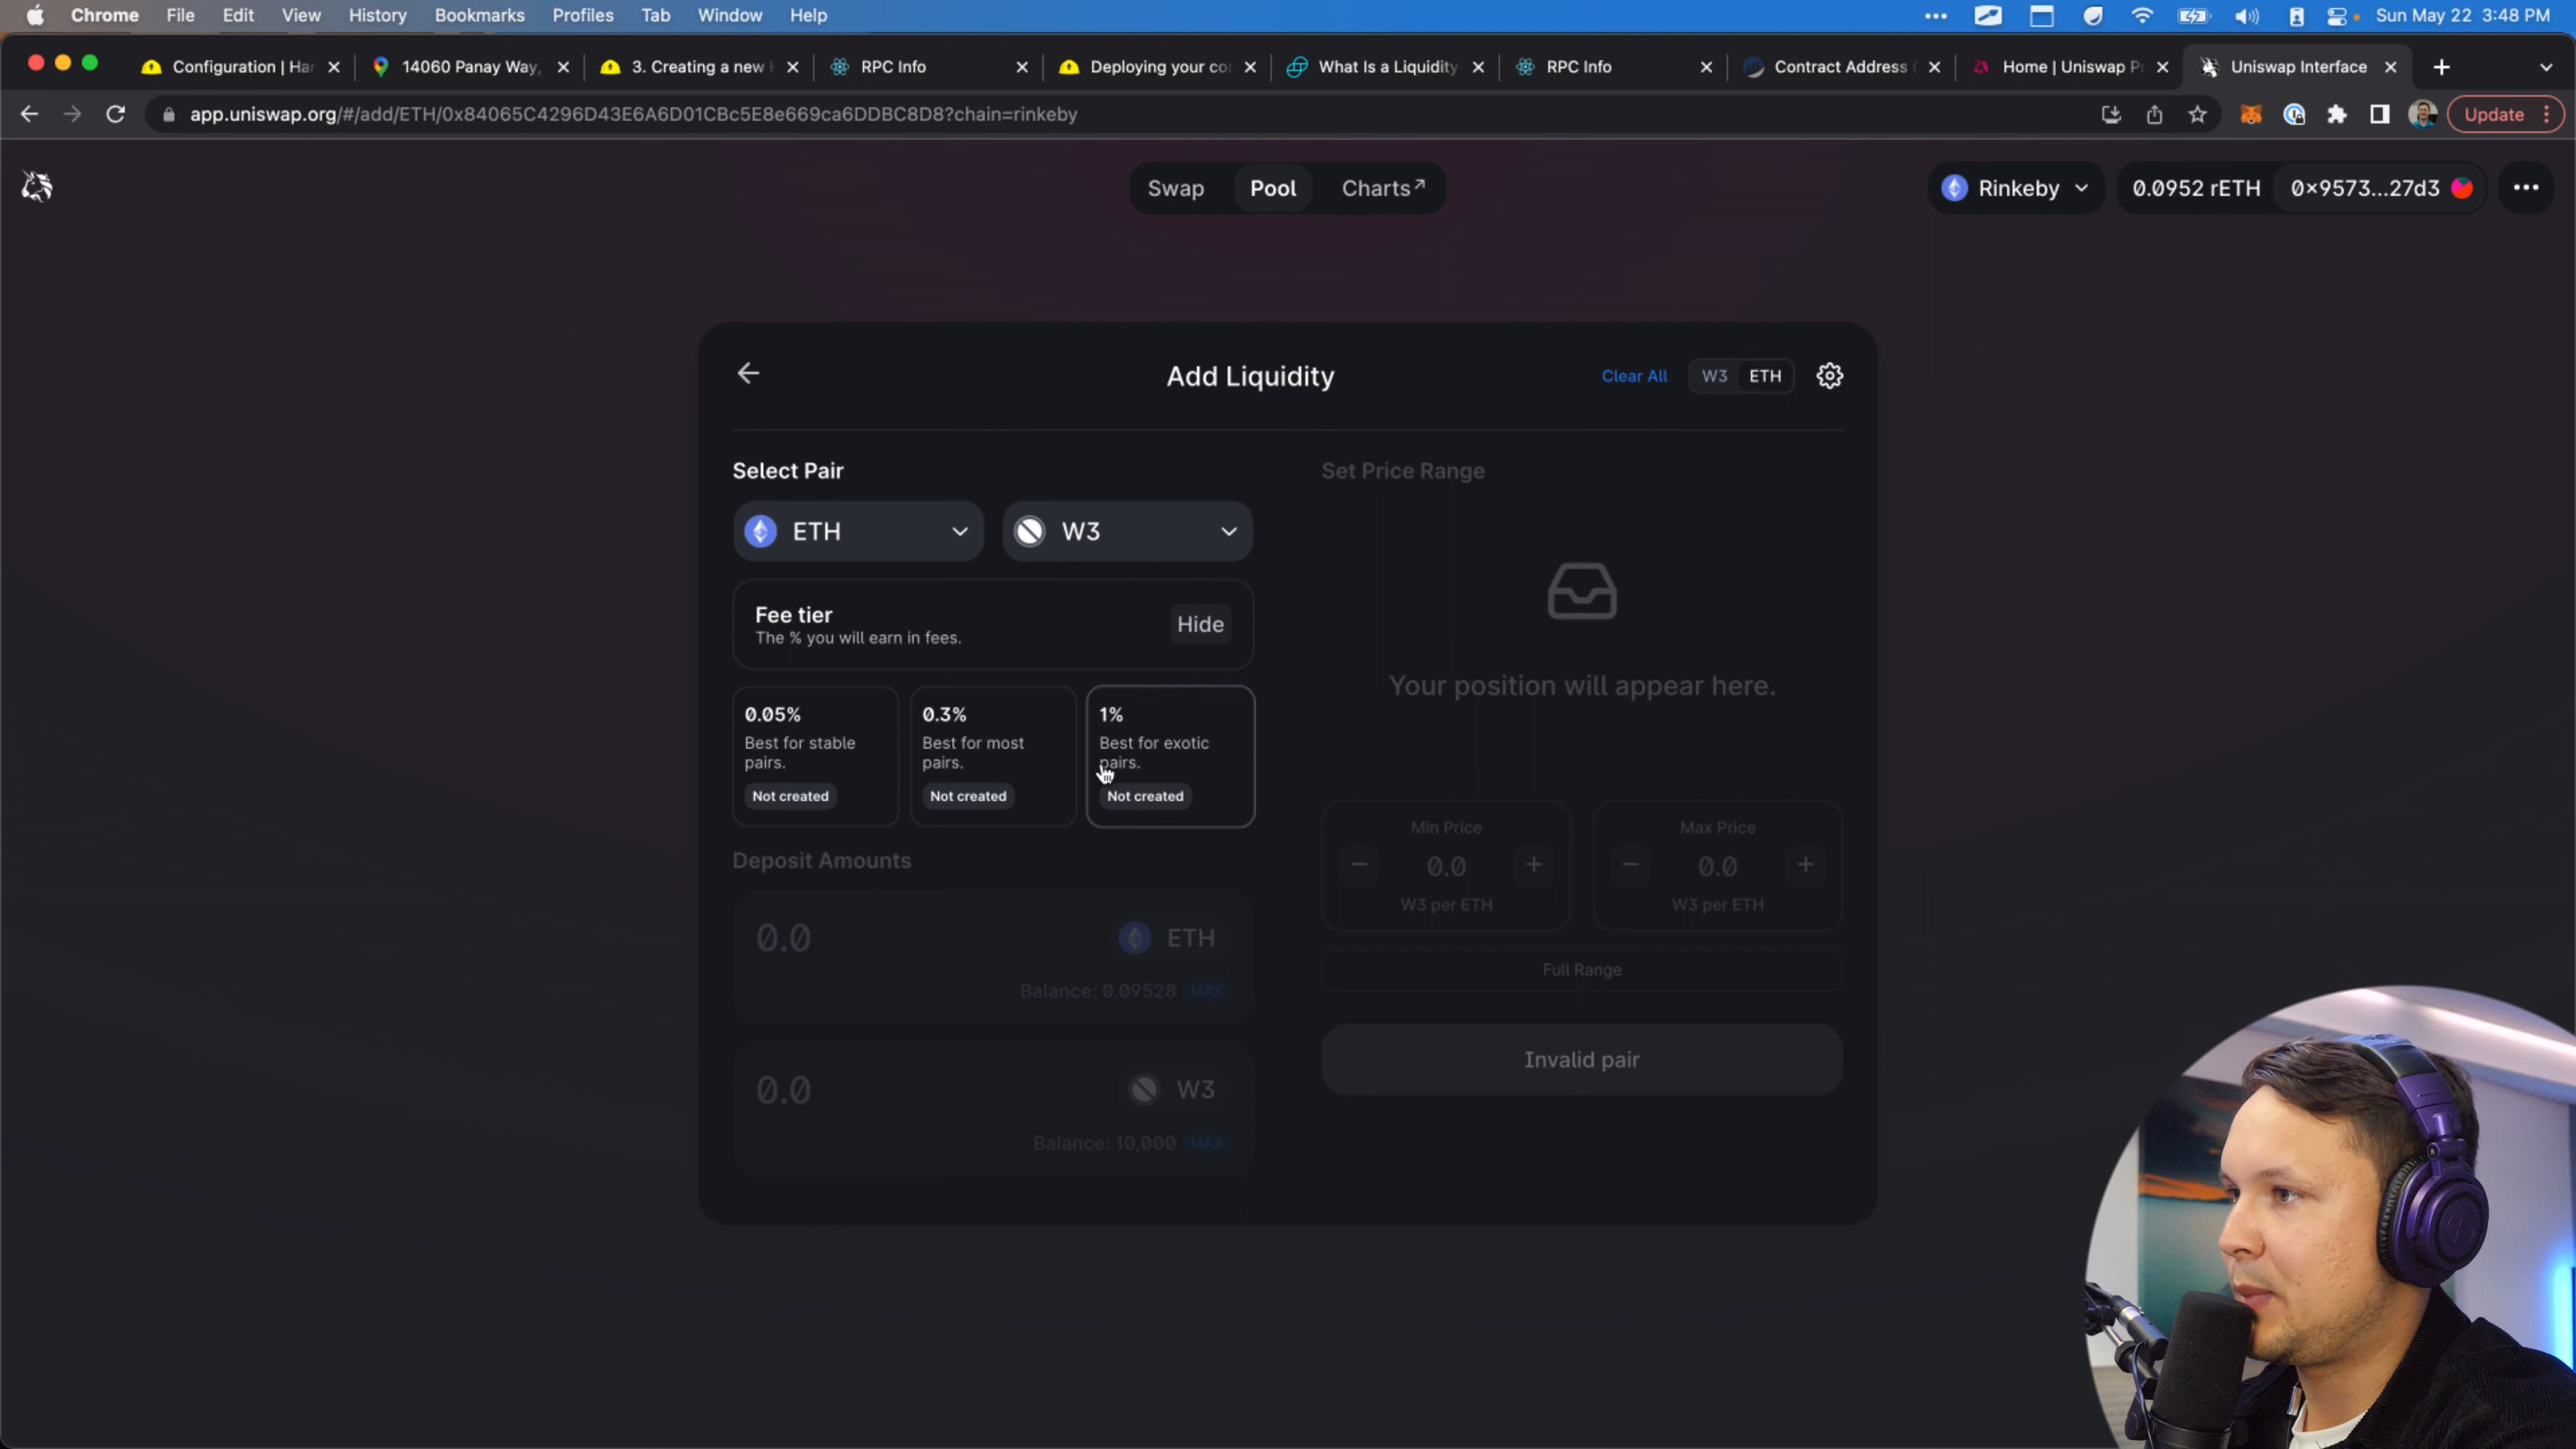 Chrome File Edit View History Bookmarks Profiles Tab Window Help Sun May 22 3:48 PM
Configuration | Har 14060 Panay Way, 3. Creating a new H RPC Info Deploying your cor What Is a Liquidity RPC Info Contract Address Home | Uniswap Pr Uniswap Interface
app.uniswap.org/#/add/ETH/0x84065C4296D43E6A6D01CBc5E8e669ca6DDBC8D8?chain=rinkeby Update
Swap Pool Charts↗ Rinkeby 0.0952 rETH 0×9573...27d3
Add Liquidity Clear All W3 ETH
Select Pair
ETH W3
Fee tier
The % you will earn in fees.
Hide
0.05%
Best for stable
pairs.
Not created
0.3%
Best for most
pairs.
Not created
1%
Best for exotic
pairs.
Not created
Deposit Amounts
0.0 ETH
Balance: 0.09528 MAX
0.0 W3
Balance: 10,000 MAX
Set Price Range
Your position will appear here.
Min Price
0.0
W3 per ETH
Max Price
0.0
W3 per ETH
Full Range
Invalid pair